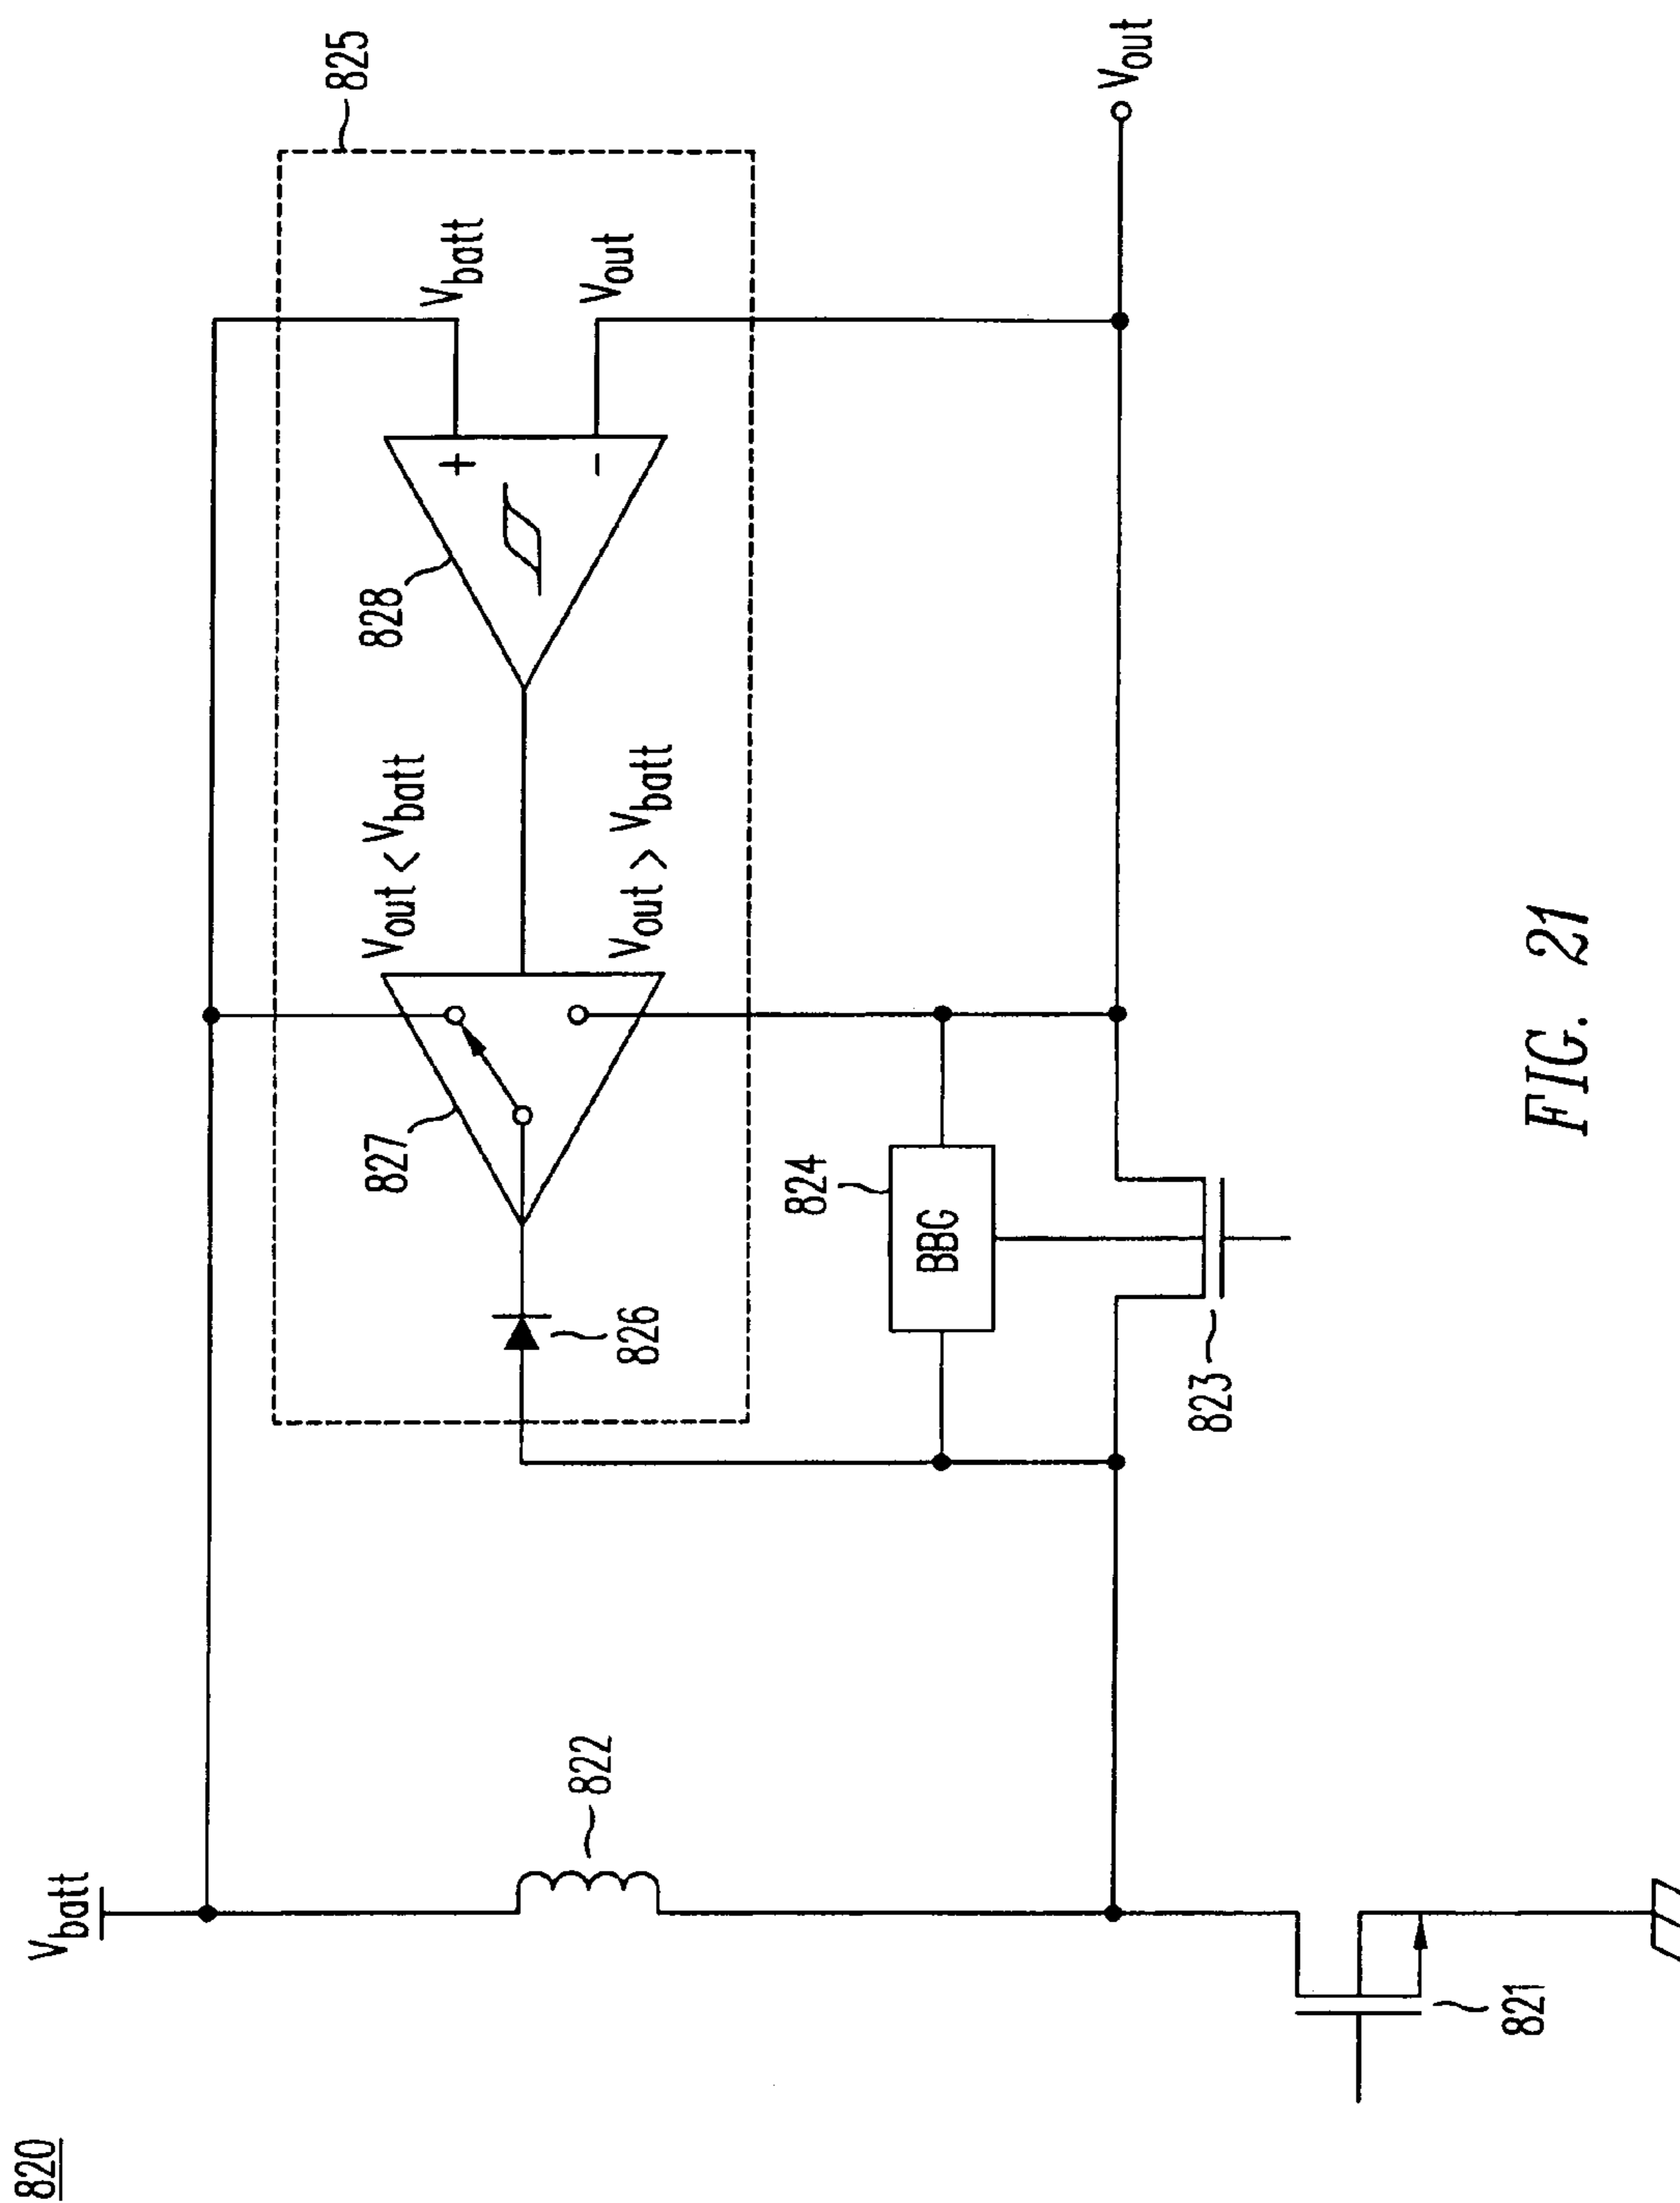 820
Vbatt
825
Vbatt
Vout
828
+
-
Vout < Vbatt
Vout > Vbatt
827
826
824
BBG
823
822
821
Vout
FIG. 21